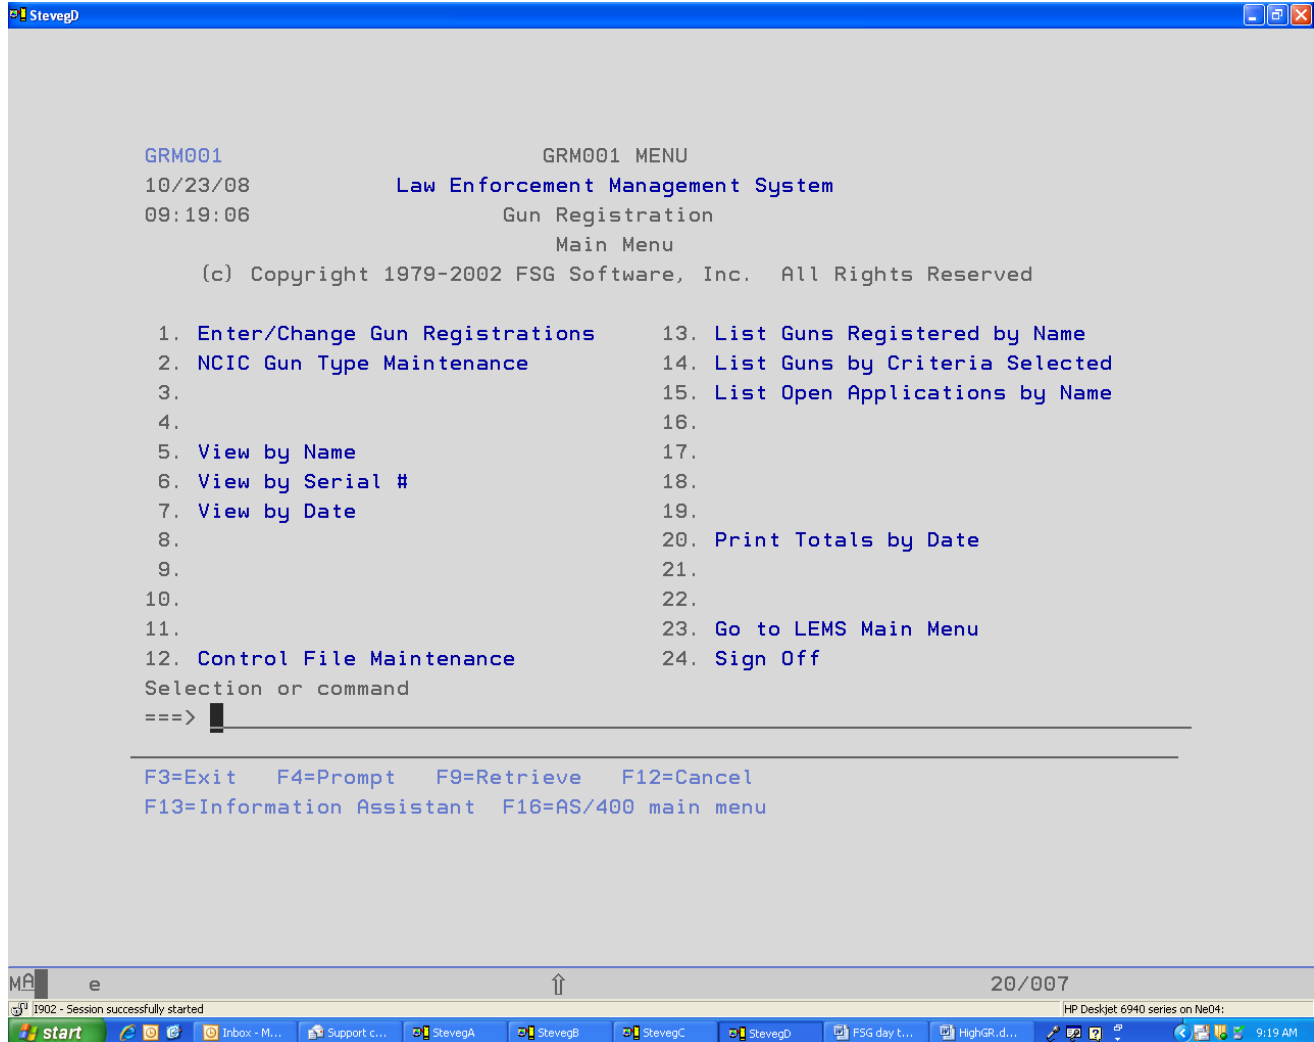 StevegD
GRM001 GRM001 MENU
10/23/08 Law Enforcement Management System
09:19:06 Gun Registration
Main Menu
(c) Copyright 1979-2002 FSG Software, Inc. All Rights Reserved
1. Enter/Change Gun Registrations 13. List Guns Registered by Name
2. NCIC Gun Type Maintenance 14. List Guns by Criteria Selected
3. 15. List Open Applications by Name
4. 16.
5. View by Name 17.
6. View by Serial # 18.
7. View by Date 19.
8. 20. Print Totals by Date
9. 21.
10. 22.
11. 23. Go to LEMS Main Menu
12. Control File Maintenance 24. Sign Off
Selection or command
===>
F3=Exit F4=Prompt F9=Retrieve F12=Cancel
F13=Information Assistant F16=AS/400 main menu
MA e 20/007
I902 - Session successfully started HP Deskjet 6940 series on Ne04:
start Inbox - M... Support c... StevegA StevegB StevegC StevegD FSG day t... HighGR.d... 9:19 AM